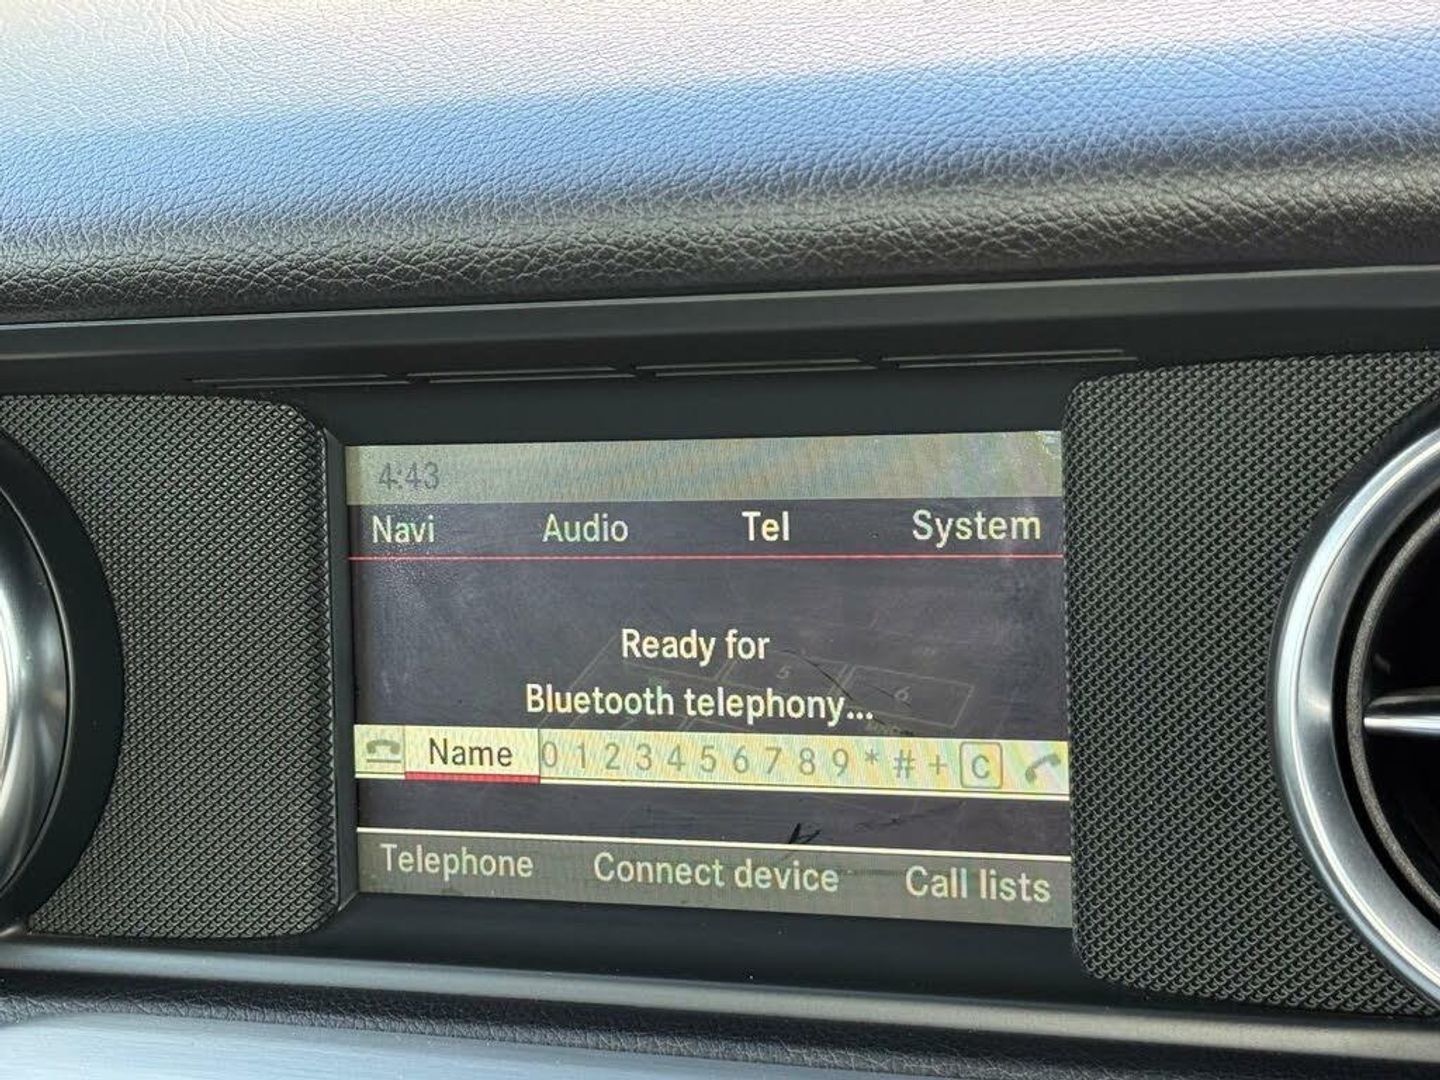 4:43
Navi Audio Tel System
Ready for
Bluetooth telephony...
Name 0 1 2 3 4 5 6 7 8 9 * # + C
Telephone Connect device Call lists